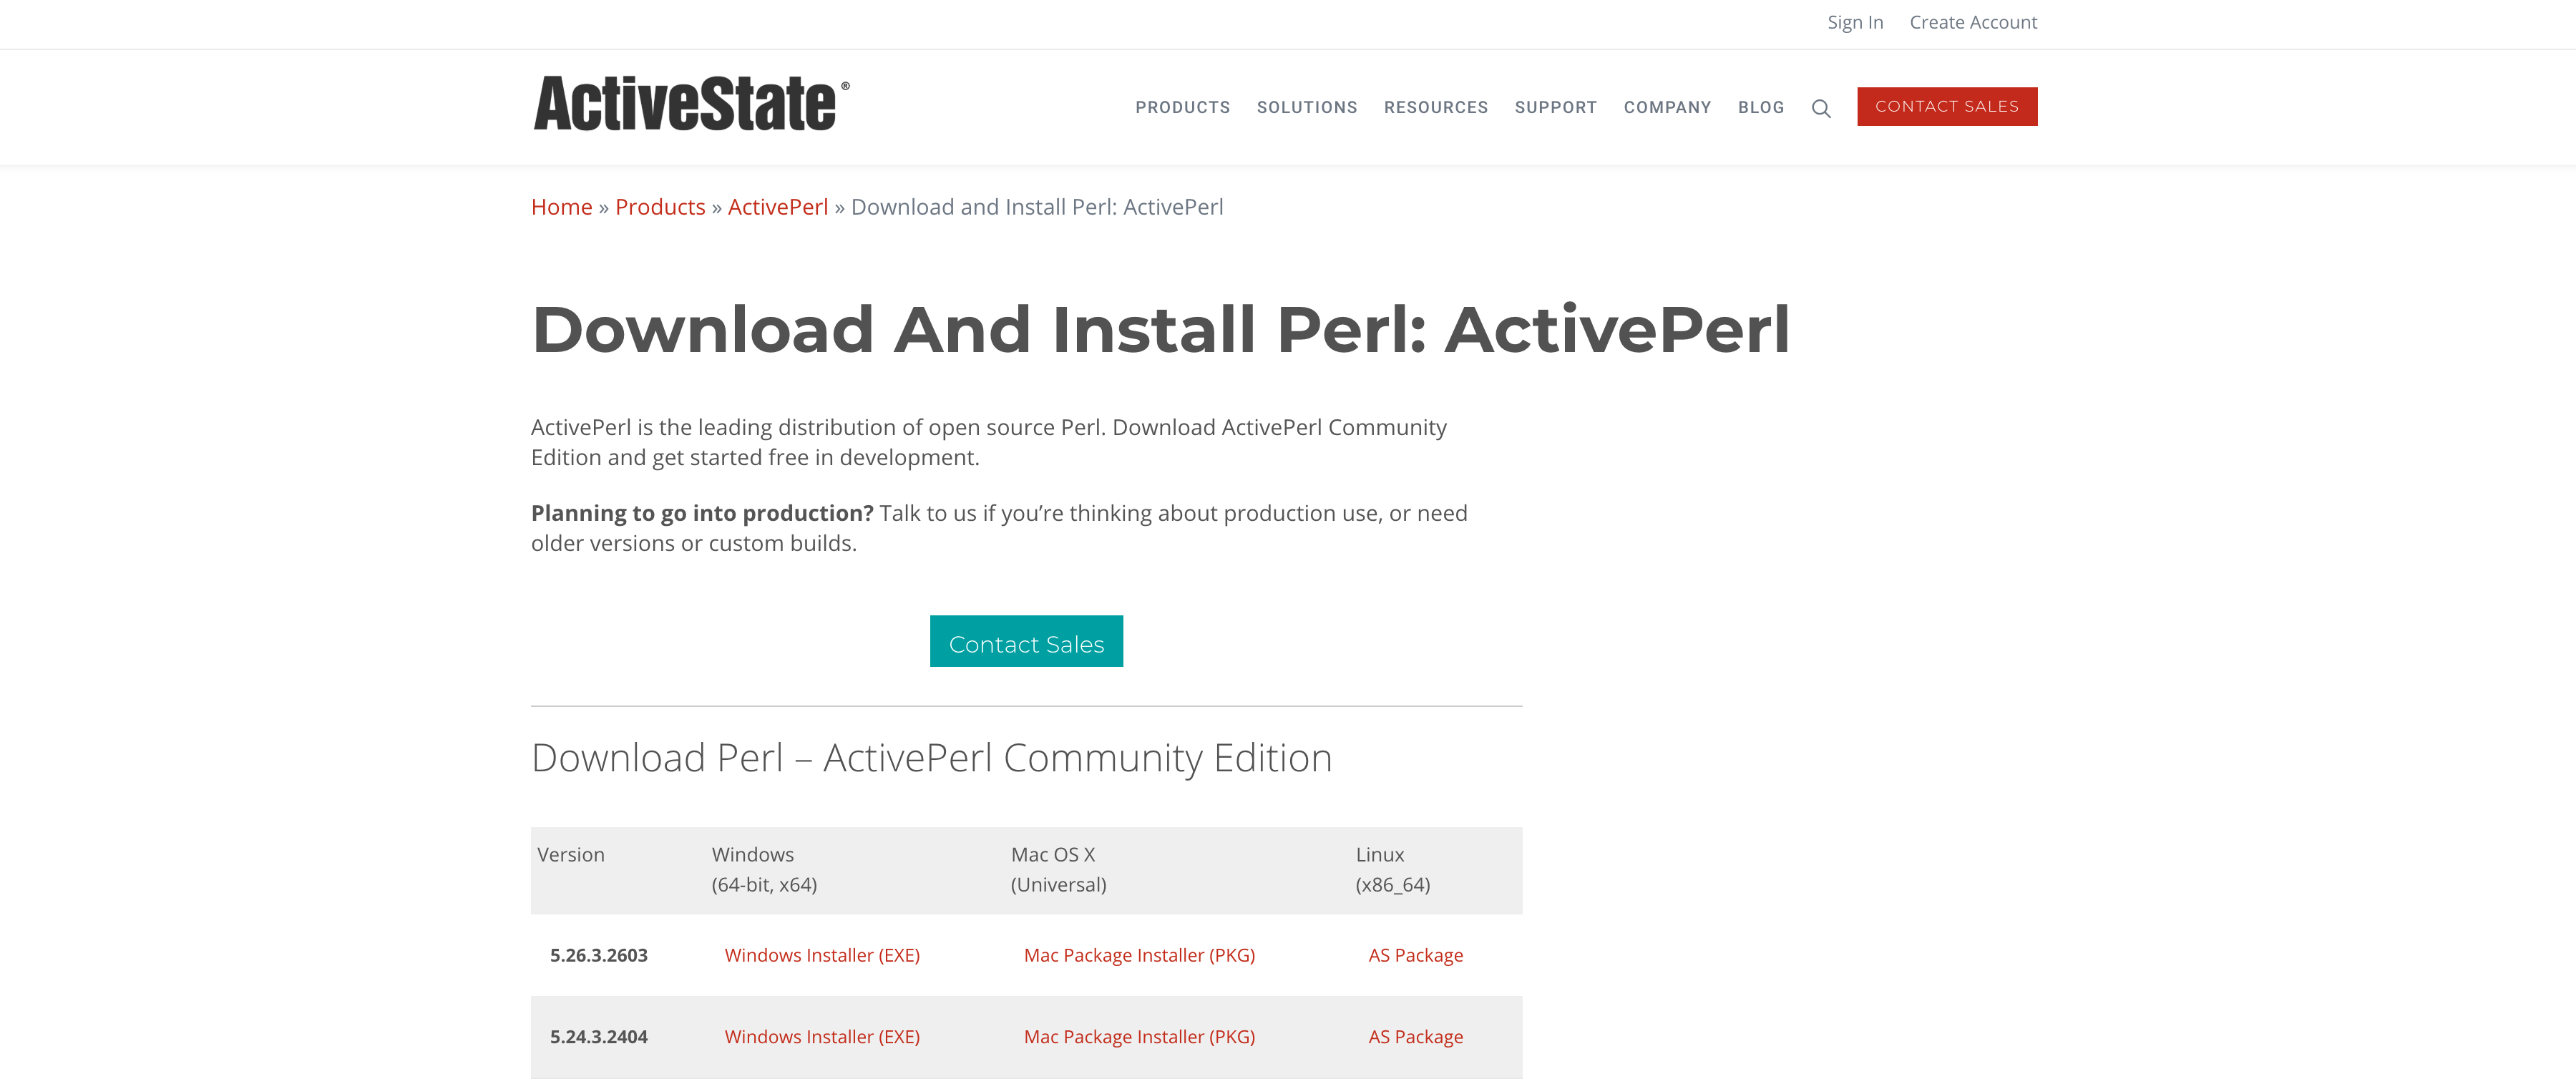 Sign In Create Account
ActiveState®
PRODUCTS SOLUTIONS RESOURCES SUPPORT COMPANY BLOG CONTACT SALES
Home » Products » ActivePerl » Download and Install Perl: ActivePerl
Download And Install Perl: ActivePerl
ActivePerl is the leading distribution of open source Perl. Download ActivePerl Community
Edition and get started free in development.
Planning to go into production? Talk to us if you’re thinking about production use, or need
older versions or custom builds.
Contact Sales
Download Perl – ActivePerl Community Edition
Version Windows Mac OS X Linux
(64-bit, x64) (Universal) (x86_64)
5.26.3.2603 Windows Installer (EXE) Mac Package Installer (PKG) AS Package
5.24.3.2404 Windows Installer (EXE) Mac Package Installer (PKG) AS Package